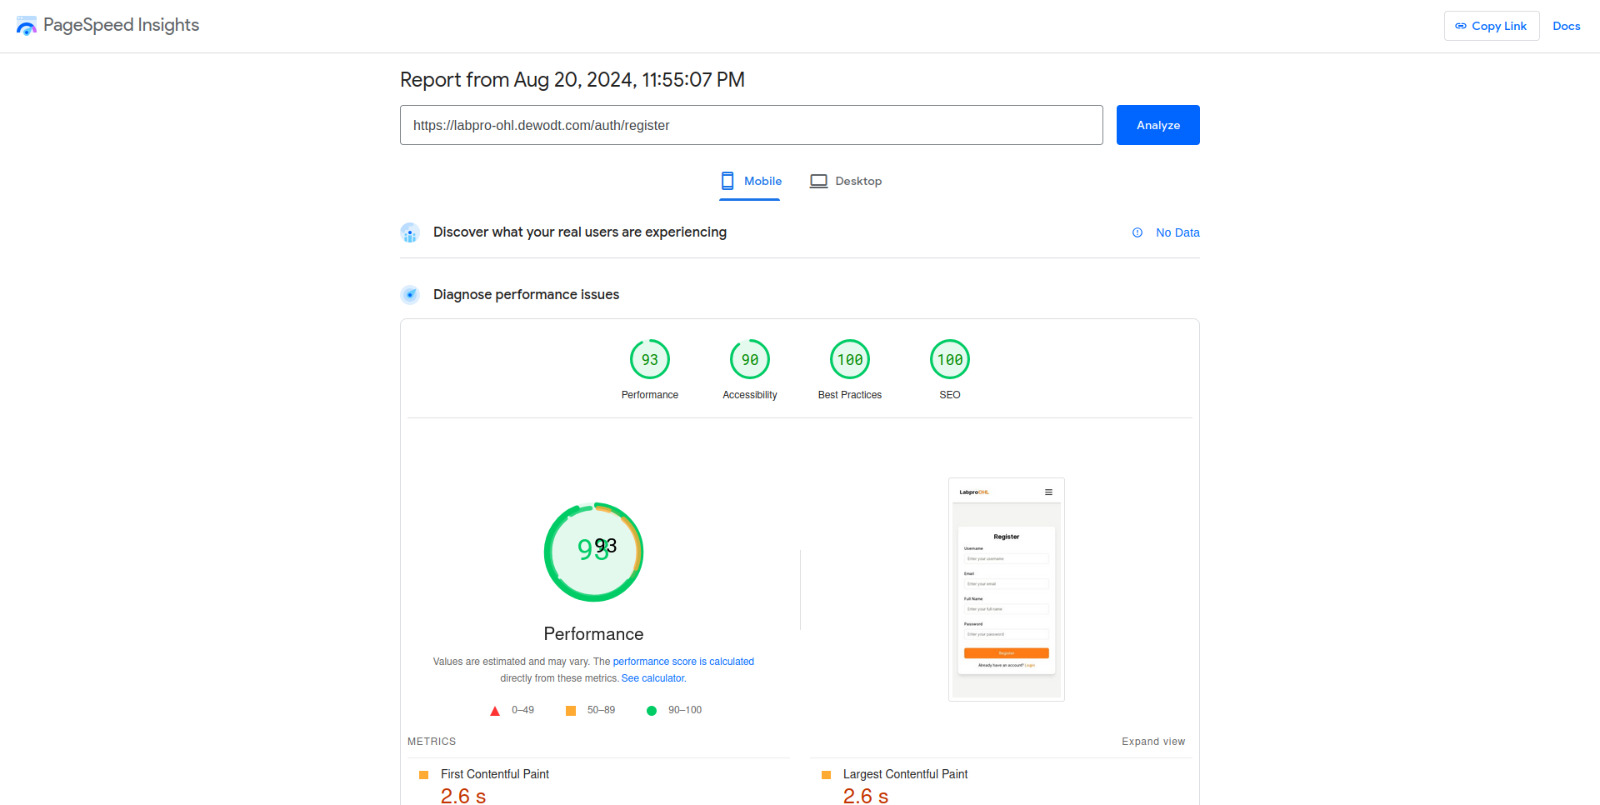 PageSpeed Insights
Copy Link
Docs
Report from Aug 20, 2024, 11:55:07 PM
https://labpro-ohl.dewodt.com/auth/register
Analyze
Mobile
Desktop
Discover what your real users are experiencing
No Data
Diagnose performance issues
93
90
100
100
Performance
Accessibility
Best Practices
SEO
93
93
Performance
Values are estimated and may vary. The performance score is calculated
directly from these metrics. See calculator.
0–49
50–89
90–100
LabproOHL
Register
Username
Enter your username
Email
Enter your email
Full Name
Enter your full name
Password
Enter your password
Register
Already have an account? Login
METRICS
Expand view
First Contentful Paint
2.6 s
Largest Contentful Paint
2.6 s